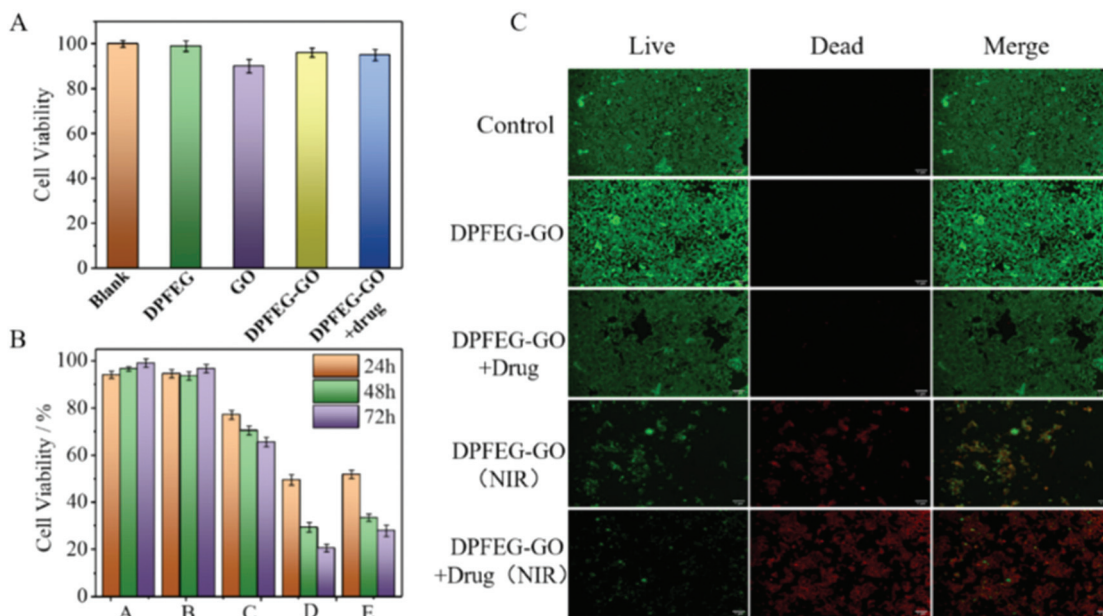 A
Cell Viability
100
80
60
40
20
0
Blank
DPFEG
GO
DPFEG-GO
DPFEG-GO
+drug
B
Cell Viability / %
100
80
60
40
20
0
24h
48h
72h
A B C D E
C
Live Dead Merge
Control
DPFEG-GO
DPFEG-GO
+Drug
DPFEG-GO
（NIR）
DPFEG-GO
+Drug（NIR）